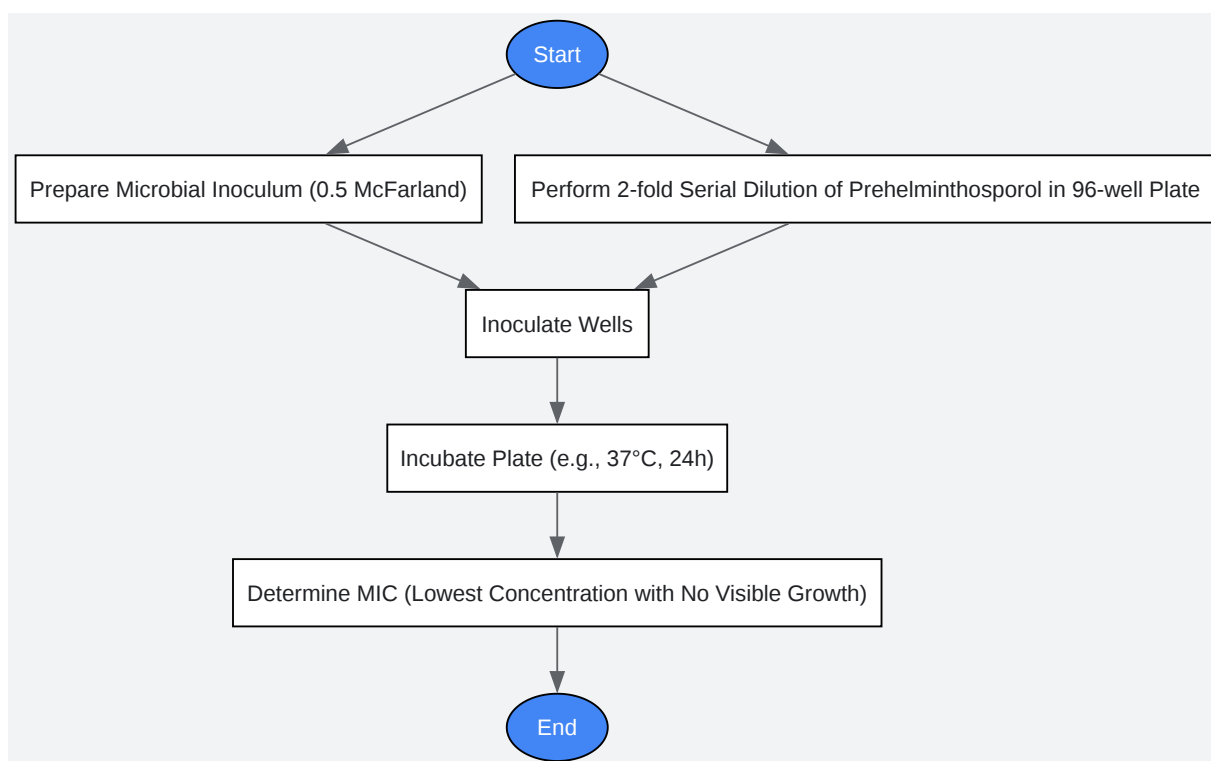 Start
Prepare Microbial Inoculum (0.5 McFarland)
Perform 2-fold Serial Dilution of Prehelminthosporol in 96-well Plate
Inoculate Wells
Incubate Plate (e.g., 37°C, 24h)
Determine MIC (Lowest Concentration with No Visible Growth)
End